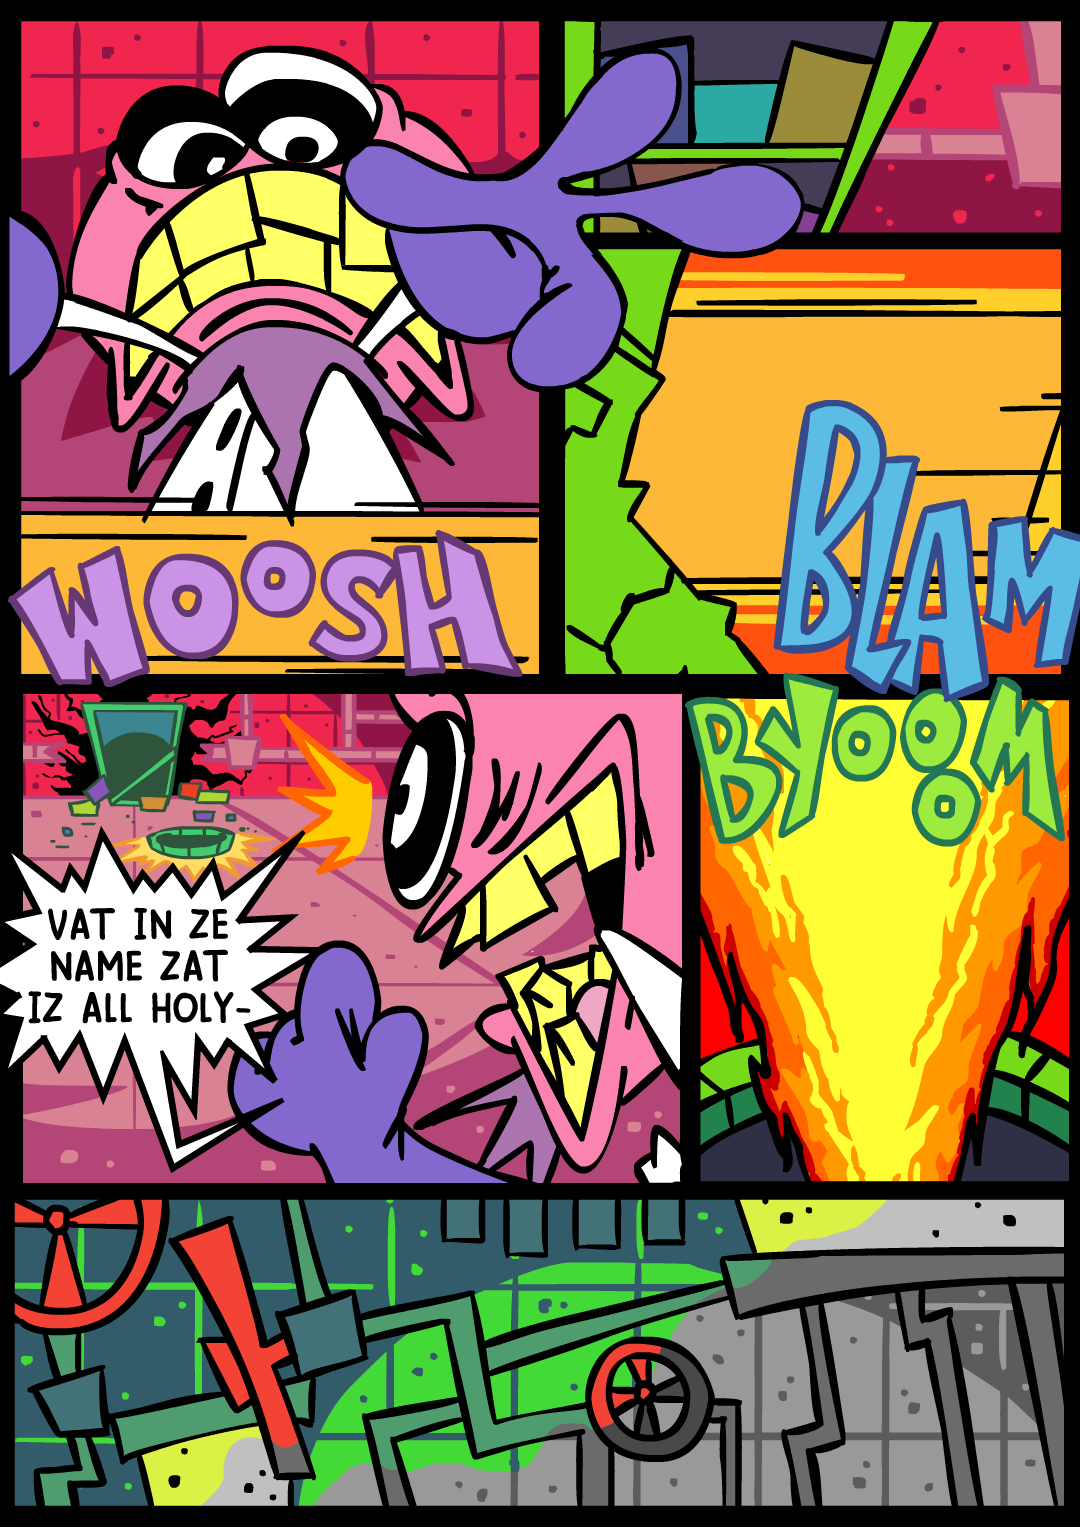 WOOSH
BLAM
VAT IN ZE
NAME ZAT
IZ ALL HOLY-
BYOOOM